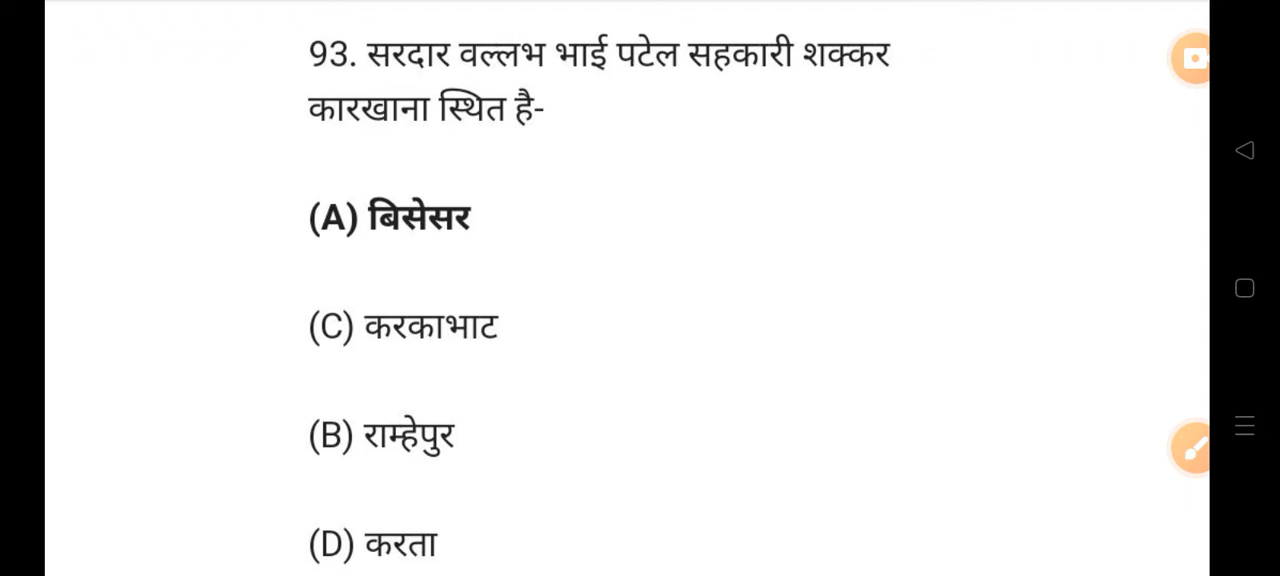 93. सरदार वल्लभ भाई पटेल सहकारी शक्कर
कारखाना स्थित है-
(A) बिसेसर
(C) करकाभाट
(B) राम्हेपुर
(D) करता